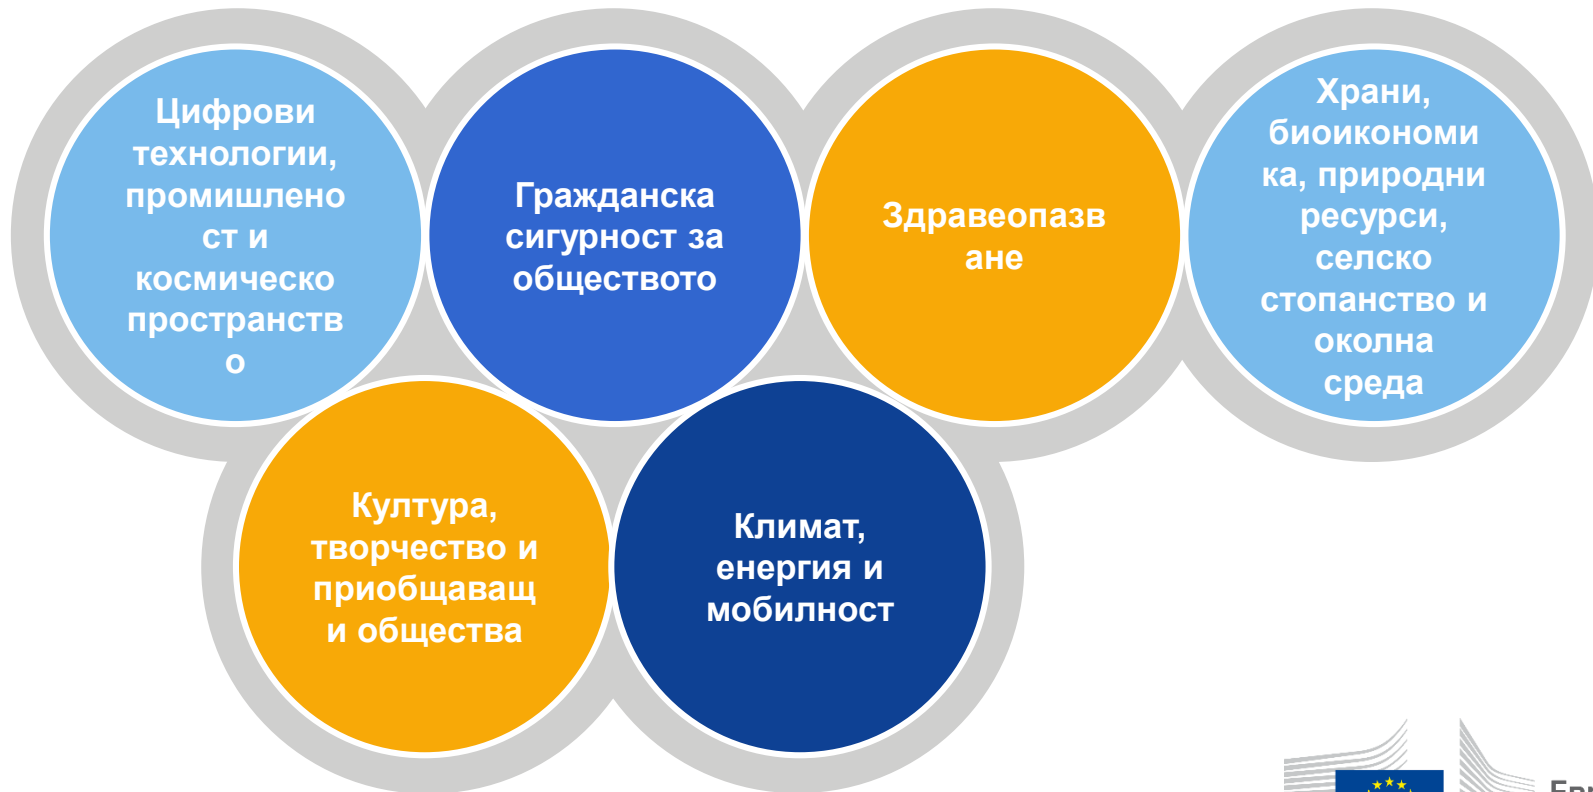 Цифрови
технологии,
промишлено
ст и
космическо
пространств
о
Гражданска
сигурност за
обществото
Здравеопазв
ане
Храни,
биоикономи
ка, природни
ресурси,
селско
стопанство и
околна
среда
Култура,
творчество и
приобщаващ
и общества
Климат,
енергия и
мобилност